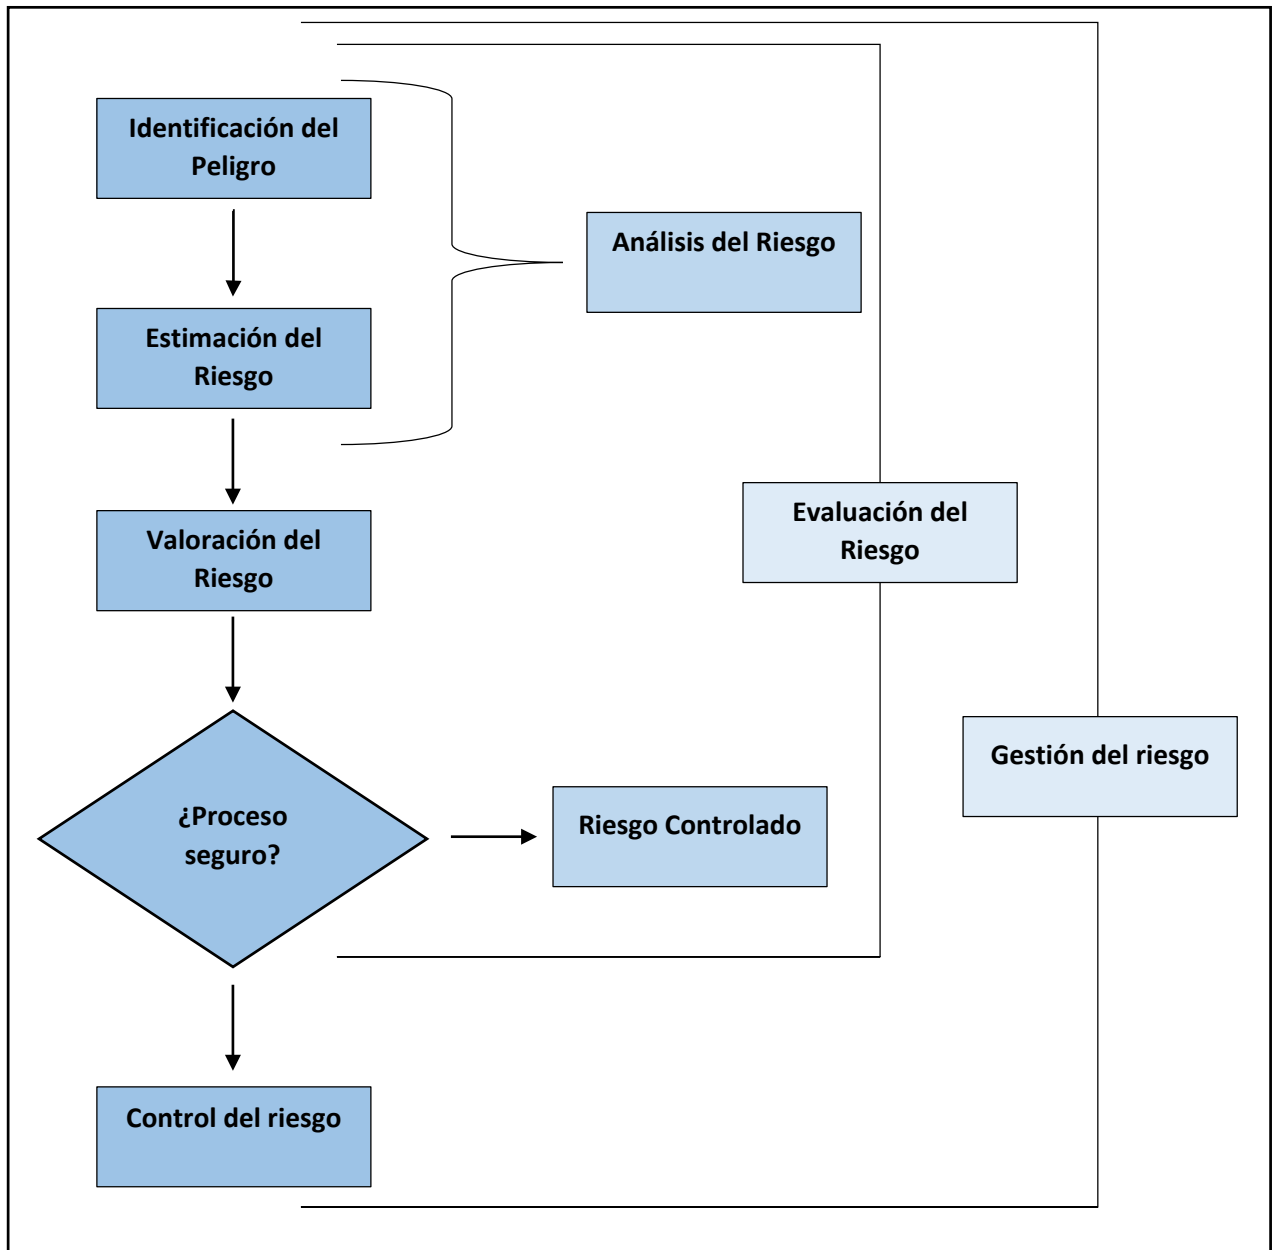 Identificación del
Peligro
Análisis del Riesgo
Estimación del
Riesgo
Valoración del
Riesgo
Evaluación del
Riesgo
Gestión del riesgo
¿Proceso
seguro?
Riesgo Controlado
Control del riesgo